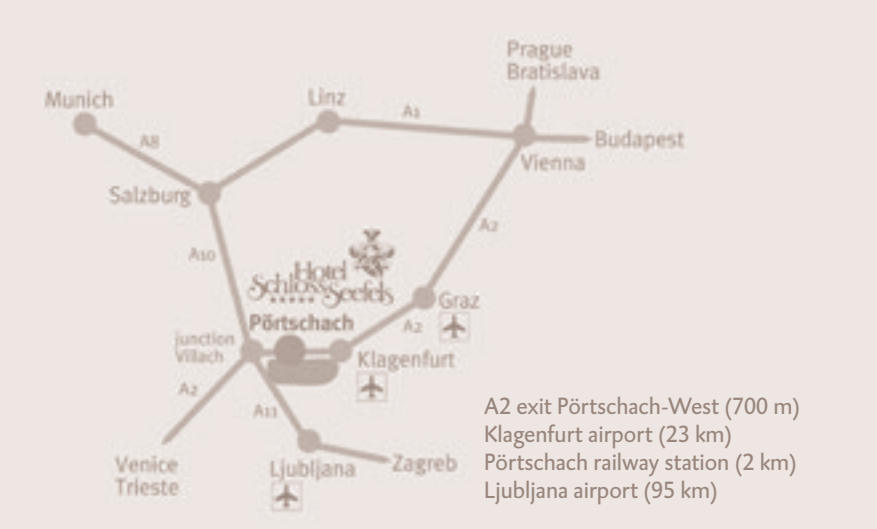 Prague
Bratislava
Munich
Linz
A1
A8
Budapest
Vienna
Salzburg
A2
A10
Hotel
Schloss
Seefels
Graz
Pörtschach
A2
junction
Villach
Klagenfurt
A2
A11
Venice
Trieste
Ljubljana
Zagreb
A2 exit Pörtschach-West (700 m)
Klagenfurt airport (23 km)
Pörtschach railway station (2 km)
Ljubljana airport (95 km)